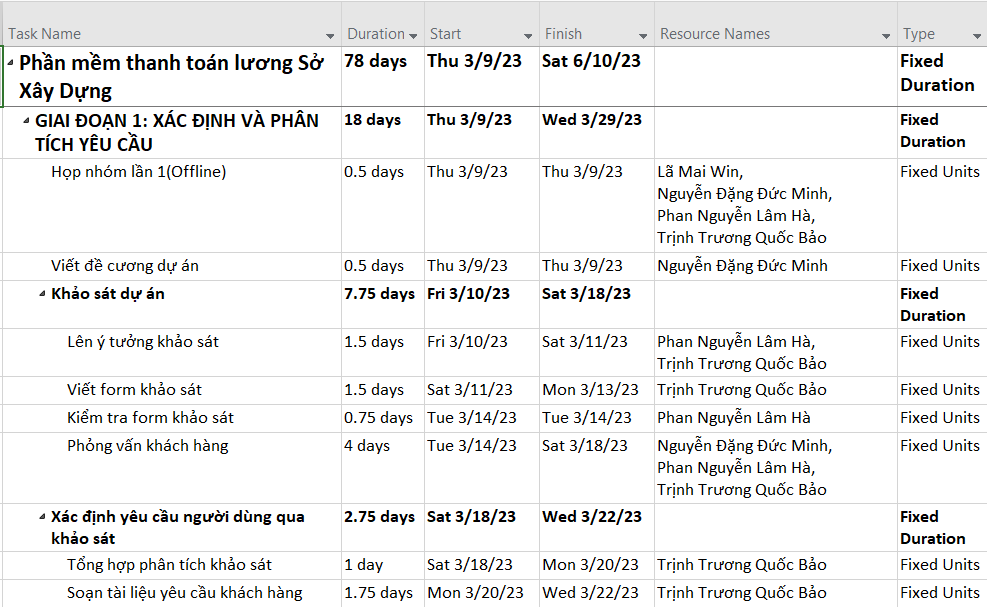 Task Name Duration Start Finish Resource Names Type
Phần mềm thanh toán lương Sở 78 days Thu 3/9/23 Sat 6/10/23 Fixed
Xây Dựng Duration
GIAI ĐOẠN 1: XÁC ĐỊNH VÀ PHÂN 18 days Thu 3/9/23 Wed 3/29/23 Fixed
TÍCH YÊU CẦU Duration
Họp nhóm lần 1(Offline) 0.5 days Thu 3/9/23 Thu 3/9/23 Lã Mai Win, Fixed Units
Nguyễn Đặng Đức Minh,
Phan Nguyễn Lâm Hà,
Trịnh Trương Quốc Bảo
Viết đề cương dự án 0.5 days Thu 3/9/23 Thu 3/9/23 Nguyễn Đặng Đức Minh Fixed Units
Khảo sát dự án 7.75 days Fri 3/10/23 Sat 3/18/23 Fixed
Duration
Lên ý tưởng khảo sát 1.5 days Fri 3/10/23 Sat 3/11/23 Phan Nguyễn Lâm Hà, Fixed Units
Trịnh Trương Quốc Bảo
Viết form khảo sát 1.5 days Sat 3/11/23 Mon 3/13/23 Trịnh Trương Quốc Bảo Fixed Units
Kiểm tra form khảo sát 0.75 days Tue 3/14/23 Tue 3/14/23 Phan Nguyễn Lâm Hà Fixed Units
Phỏng vấn khách hàng 4 days Tue 3/14/23 Sat 3/18/23 Nguyễn Đặng Đức Minh, Fixed Units
Phan Nguyễn Lâm Hà,
Trịnh Trương Quốc Bảo
Xác định yêu cầu người dùng qua 2.75 days Sat 3/18/23 Wed 3/22/23 Fixed
khảo sát Duration
Tổng hợp phân tích khảo sát 1 day Sat 3/18/23 Mon 3/20/23 Trịnh Trương Quốc Bảo Fixed Units
Soạn tài liệu yêu cầu khách hàng 1.75 days Mon 3/20/23 Wed 3/22/23 Trịnh Trương Quốc Bảo Fixed Units